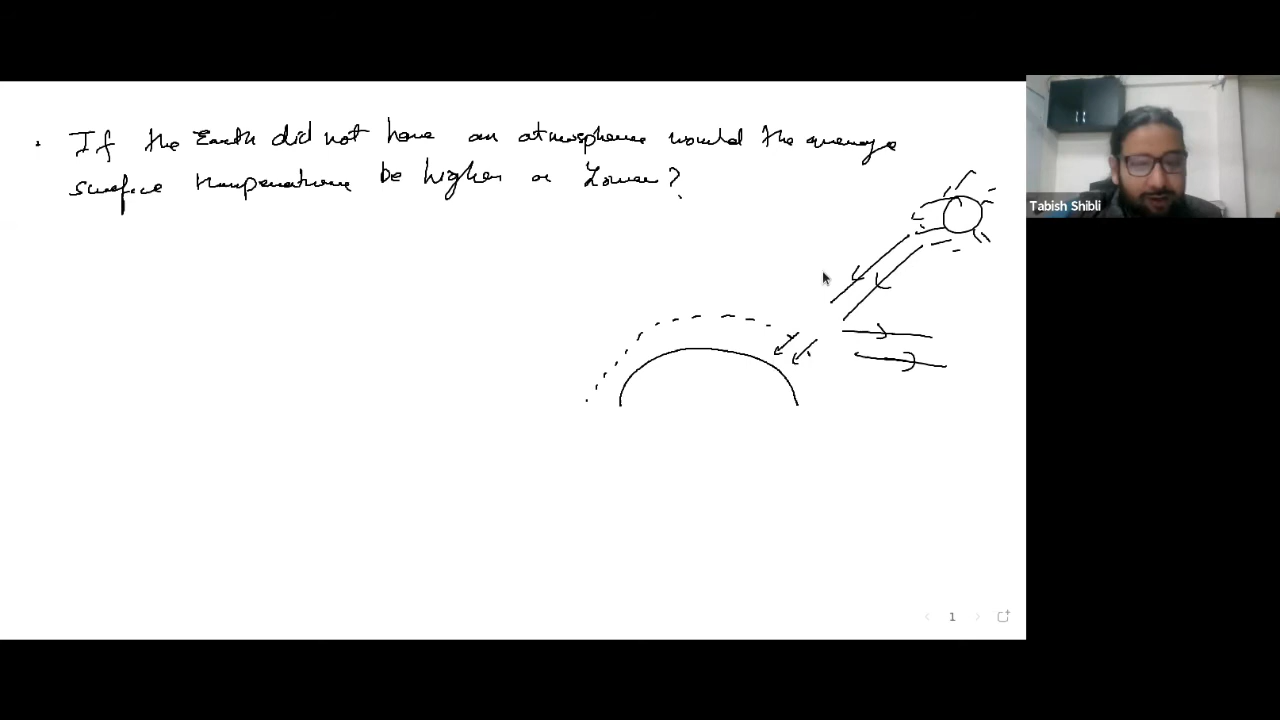 If the Earth did not have an atmosphere would the average
surface temperature be higher or Lower?
Tabish Shibli
1